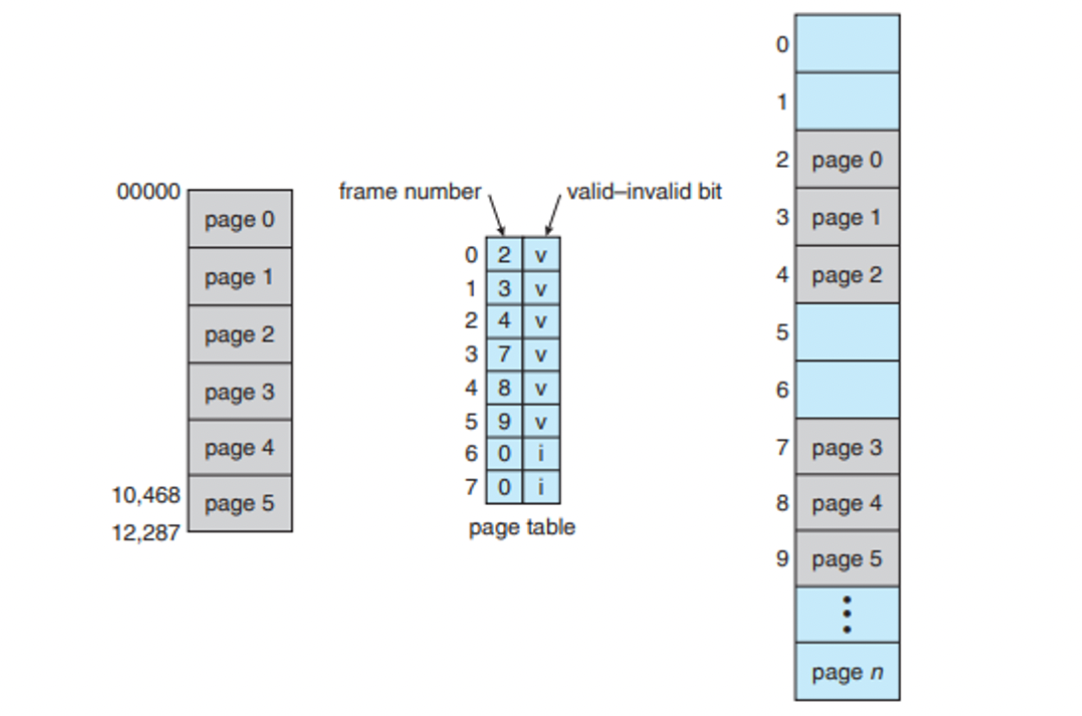 00000
page 0
page 1
page 2
page 3
page 4
10,468
page 5
12,287
frame number
valid–invalid bit
0 2 v
1 3 v
2 4 v
3 7 v
4 8 v
5 9 v
6 0 i
7 0 i
page table
0
1
2 page 0
3 page 1
4 page 2
5
6
7 page 3
8 page 4
9 page 5
page n